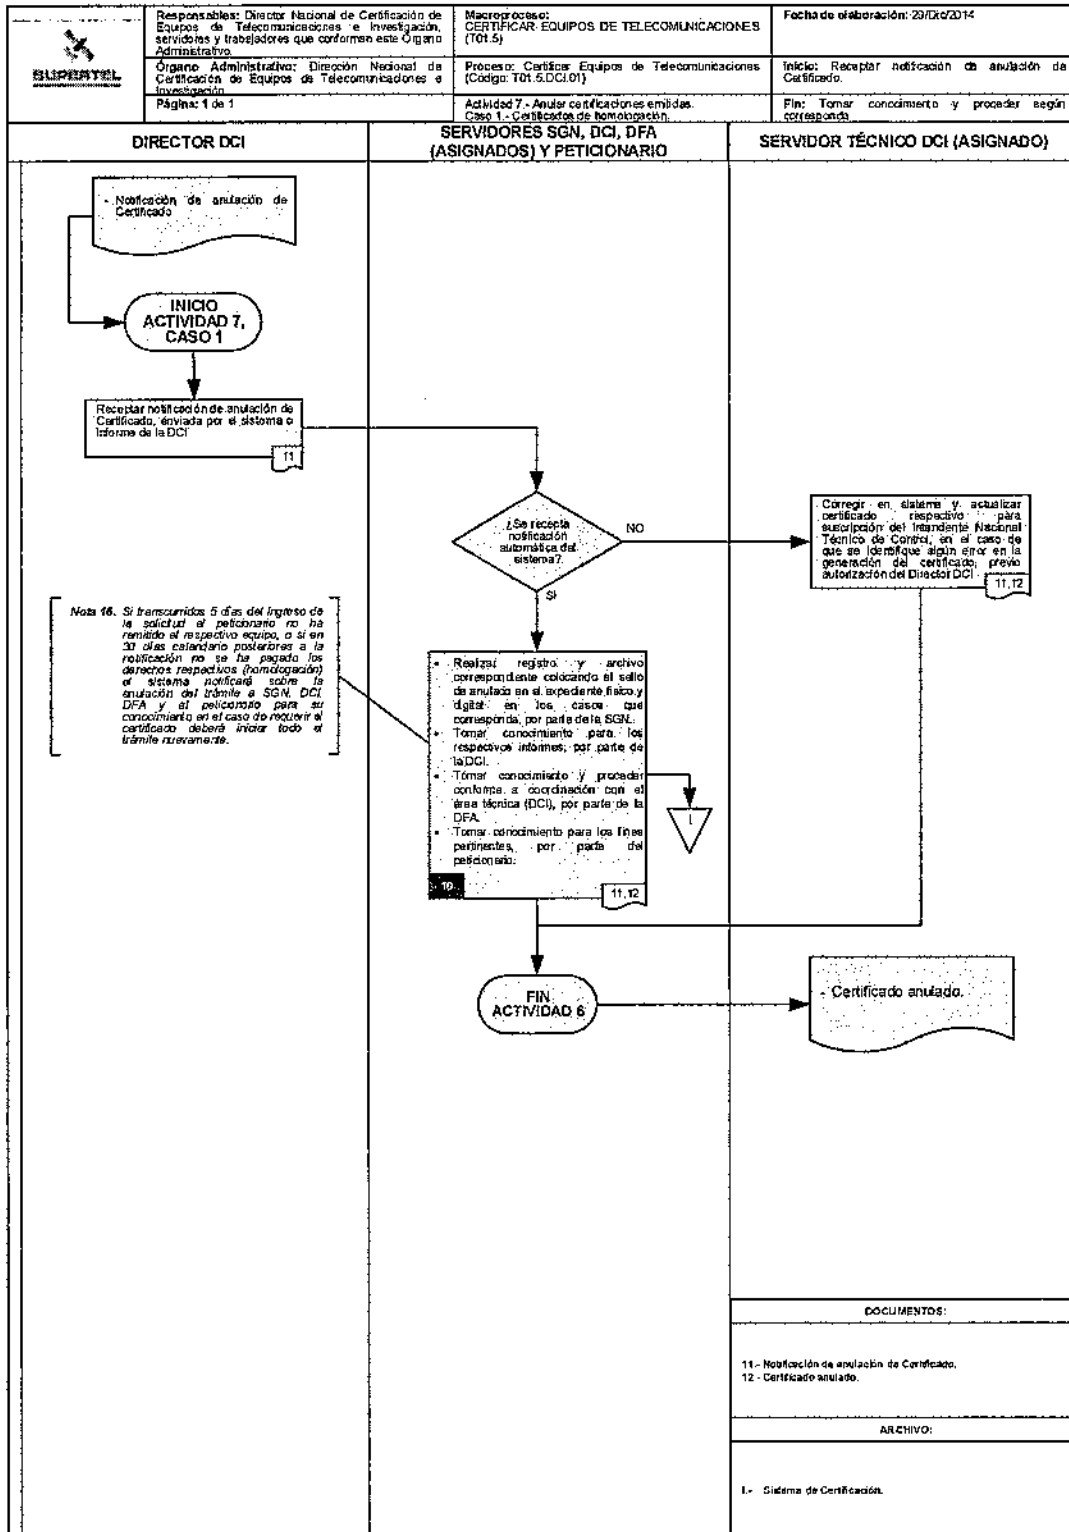 SUPERTEL
Responsables: Director Nacional de Certificación de
Equipos de Telecomunicaciones e Investigación,
servidores y trabajadores que conforman este Órgano
Administrativo.
Macroproceso:
CERTIFICAR EQUIPOS DE TELECOMUNICACIONES
(T01.5)
Fecha de elaboración: 29/Dic/2014
Órgano Administrativo: Dirección Nacional de
Certificación de Equipos de Telecomunicaciones e
Investigación
Proceso: Certificar Equipos de Telecomunicaciones
(Código: T01.5.DCI.01)
Inicio: Receptar notificación de anulación de
Certificado.
Página: 1 de 1
Actividad 7.- Anular certificaciones emitidas.
Caso 1.- Certificados de homologación.
Fin: Tomar conocimiento y proceder según
corresponda
DIRECTOR DCI
SERVIDORES SGN, DCI, DFA
(ASIGNADOS) Y PETICIONARIO
SERVIDOR TÉCNICO DCI (ASIGNADO)
- Notificación de anulación de
Certificado
INICIO
ACTIVIDAD 7,
CASO 1
Receptar notificación de anulación de
Certificado, enviada por el sistema o
Informe de la DCI
11
¿Se recepta
notificación
automática del
sistema?
NO
SI
Corregir en sistema y actualizar
certificado respectivo para
suscripción del Intendente Nacional
Técnico de Control, en el caso de
que se identifique algún error en la
generación del certificado, previo
autorización del Director DCI
11,12
Nota 16. Si transcurridos 5 días del ingreso de
la solicitud el peticionario no ha
remitido el respectivo equipo, o si en
30 días calendario posteriores a la
notificación no se ha pagado los
derechos respectivos (homologación)
el sistema notificará sobre la
anulación del trámite a SGN, DCI,
DFA y al peticionario para su
conocimiento en el caso de requerir el
certificado deberá iniciar todo el
trámite nuevamente.
• Realizar registro y archivo
correspondiente colocando el sello
de anulado en el expediente físico y
digital en los casos que
corresponda, por parte de la SGN.
• Tomar conocimiento para los
respectivos informes, por parte de
la DCI.
• Tomar conocimiento y proceder
conforme a coordinación con el
área técnica (DCI), por parte de la
DFA.
• Tomar conocimiento para los fines
pertinentes, por parte del
peticionario.
11,12
I
FIN
ACTIVIDAD 6
- Certificado anulado.
DOCUMENTOS:
11.- Notificación de anulación de Certificado.
12.- Certificado anulado.
ARCHIVO:
I.- Sistema de Certificación.